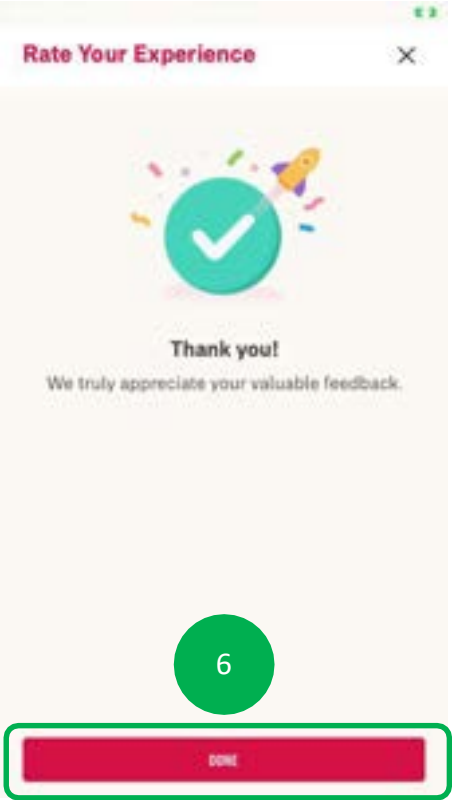 Rate Your Experience
Thank you!
We truly appreciate your valuable feedback.
6
DONE